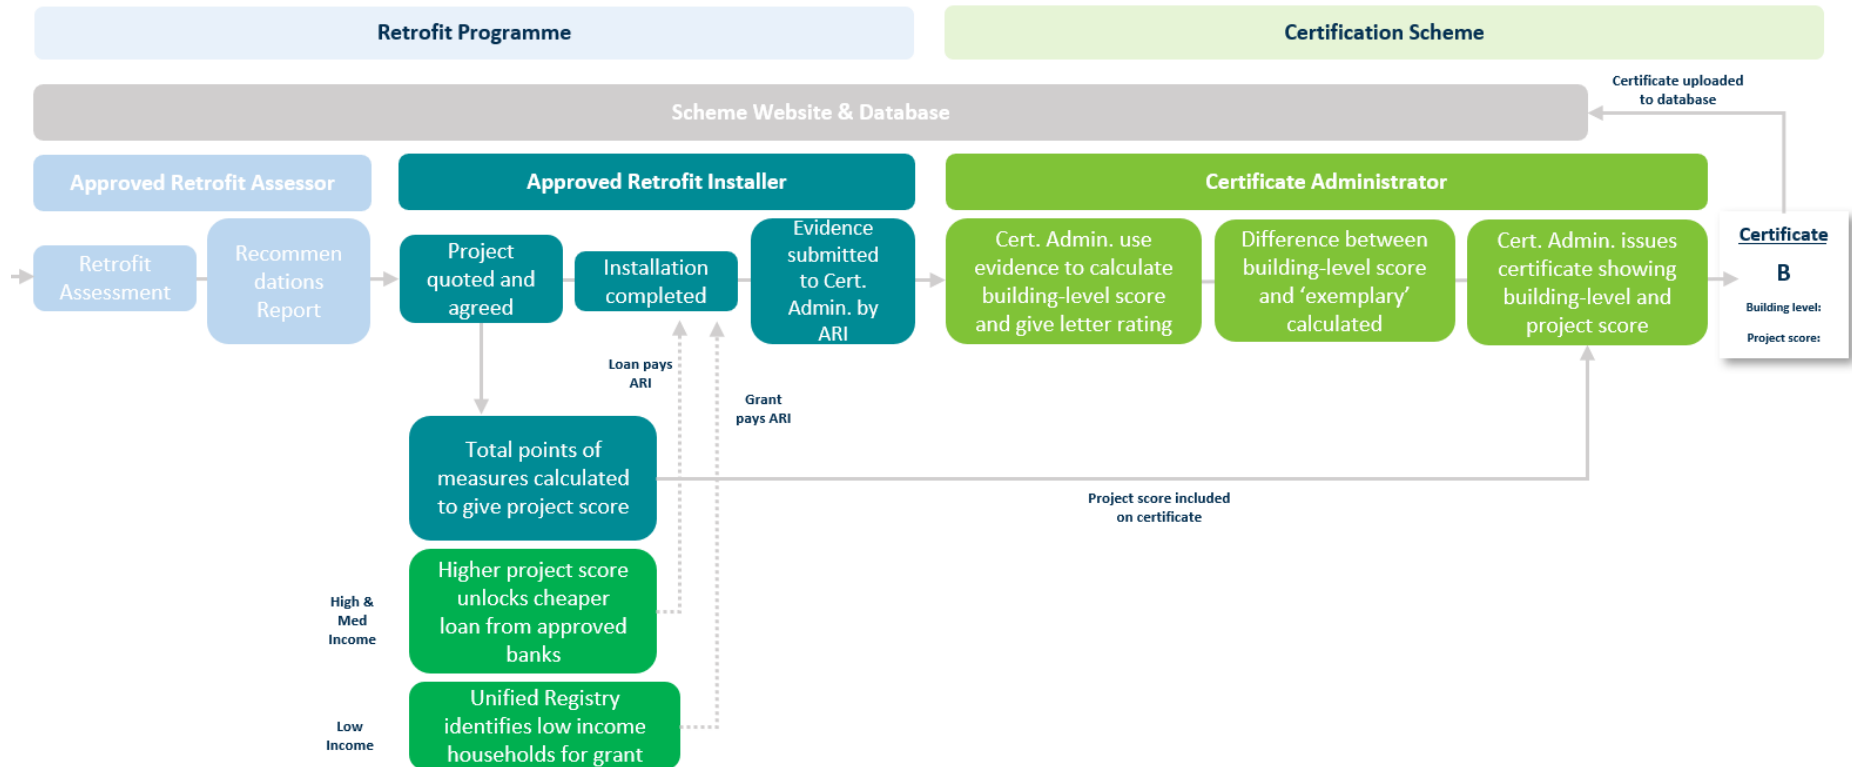 Retrofit Programme
Certification Scheme
Certificate uploaded
to database
Scheme Website & Database
Approved Retrofit Assessor
Approved Retrofit Installer
Certificate Administrator
Retrofit
Assessment
Recommen
dations
Report
Project
quoted and
agreed
Installation
completed
Evidence
submitted
to Cert.
Admin. by
ARI
Cert. Admin. use
evidence to calculate
building-level score
and give letter rating
Difference between
building-level score
and ‘exemplary’
calculated
Cert. Admin. issues
certificate showing
building-level and
project score
Certificate
B
Building level:
Project score:
Loan pays
ARI
Grant
pays ARI
Total points of
measures calculated
to give project score
Project score included
on certificate
High &
Med
Income
Higher project score
unlocks cheaper
loan from approved
banks
Low
Income
Unified Registry
identifies low income
households for grant